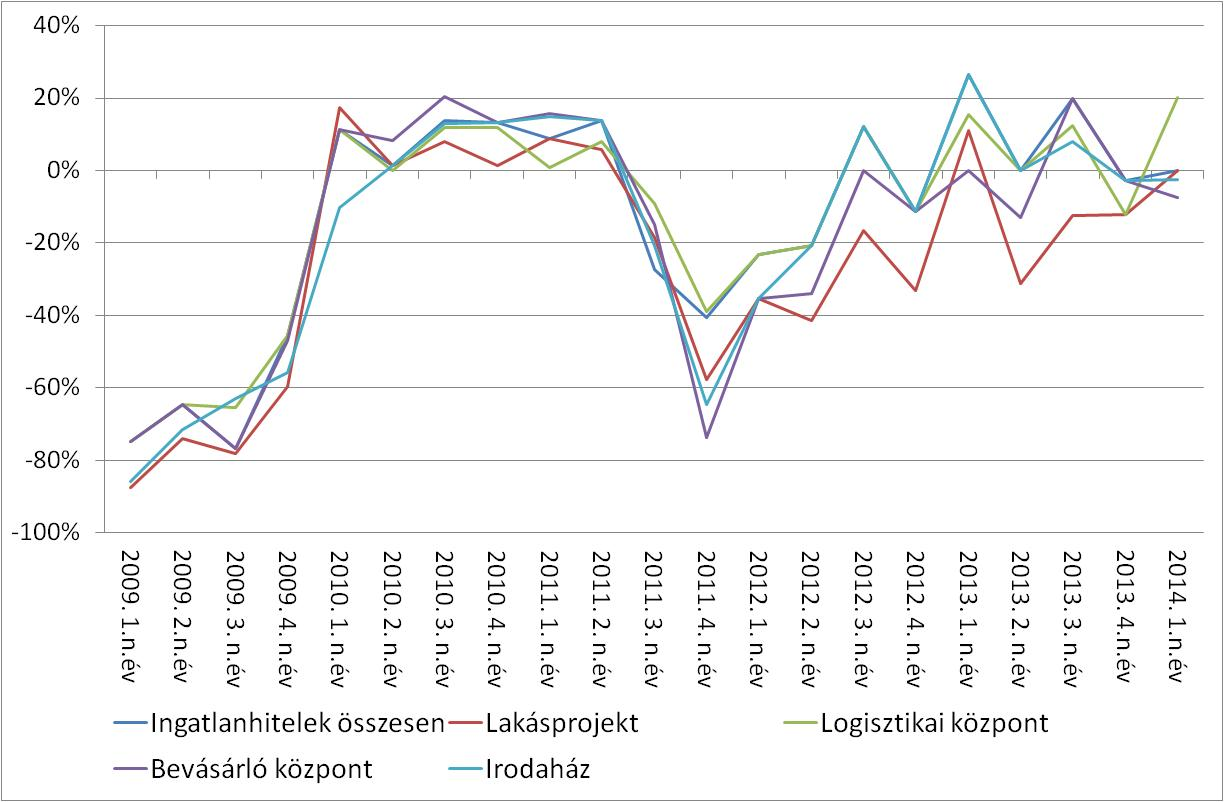 40%
20%
0%
-20%
-40%
-60%
-80%
-100%
2009. 1.n.év
2009. 2.n.év
2009. 3. n.év
2009. 4. n.év
2010. 1. n.év
2010. 2. n.év
2010. 3. n.év
2010. 4. n.év
2011. 1. n.év
2011. 2. n.év
2011. 3. n.év
2011. 4. n.év
2012. 1. n.év
2012. 2. n.év
2012. 3. n.év
2012. 4. n.év
2013. 1. n.év
2013. 2. n.év
2013. 3. n.év
2013. 4. n.év
2014. 1. n.év
Ingatlanhitelek összesen Lakásprojekt Logisztikai központ
Bevásárló központ Irodaház